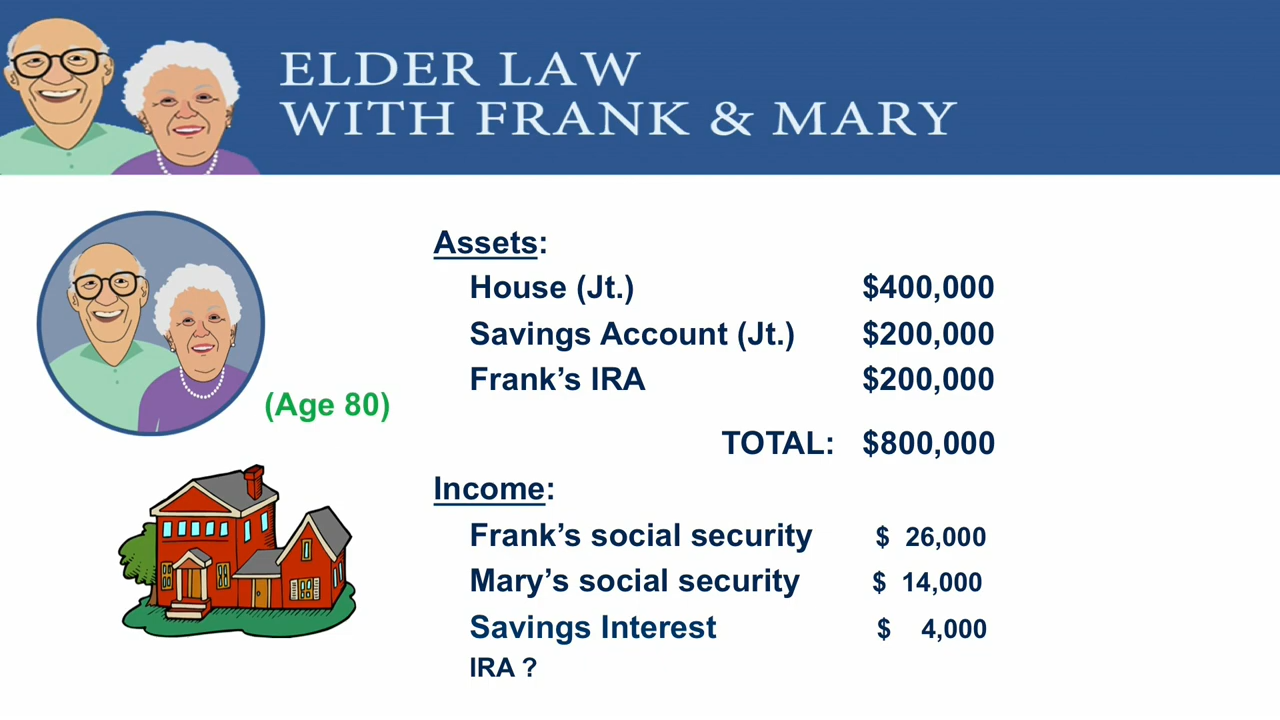 ELDER LAW
WITH FRANK & MARY
(Age 80)
Assets:
House (Jt.) $400,000
Savings Account (Jt.) $200,000
Frank’s IRA $200,000
TOTAL: $800,000
Income:
Frank’s social security $ 26,000
Mary’s social security $ 14,000
Savings Interest $ 4,000
IRA ?